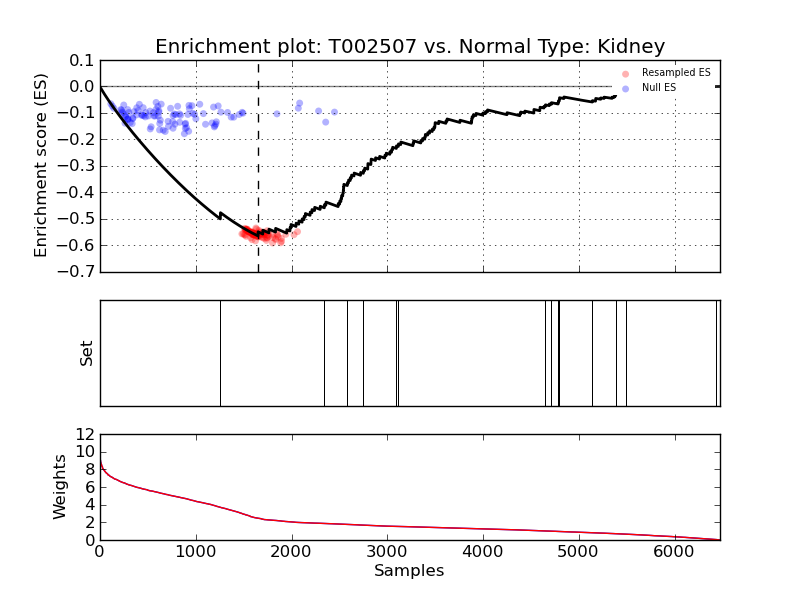 Enrichment plot: T002507 vs. Normal Type: Kidney
Enrichment score (ES)
0.1
0.0
−0.1
−0.2
−0.3
−0.4
−0.5
−0.6
−0.7
Resampled ES
Null ES
Set
Weights
12
10
8
6
4
2
0
0 1000 2000 3000 4000 5000 6000
Samples